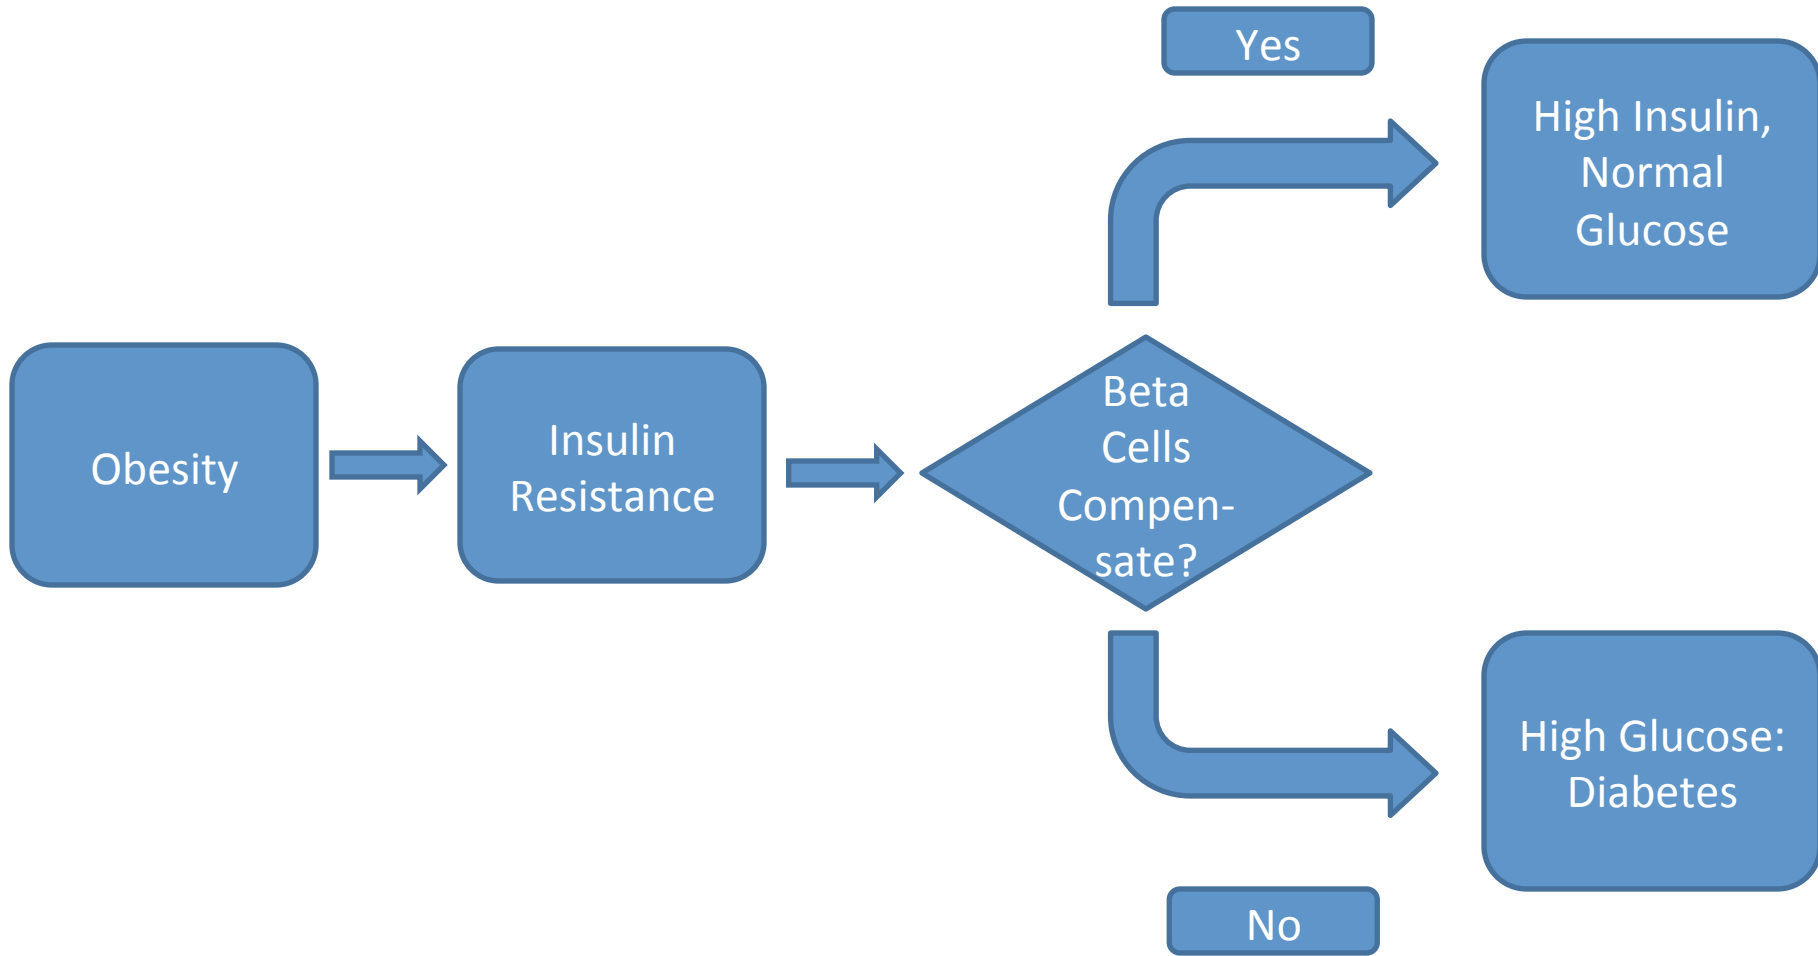 Obesity
Insulin
Resistance
Beta
Cells
Compen-
sate?
Yes
High Insulin,
Normal
Glucose
No
High Glucose:
Diabetes